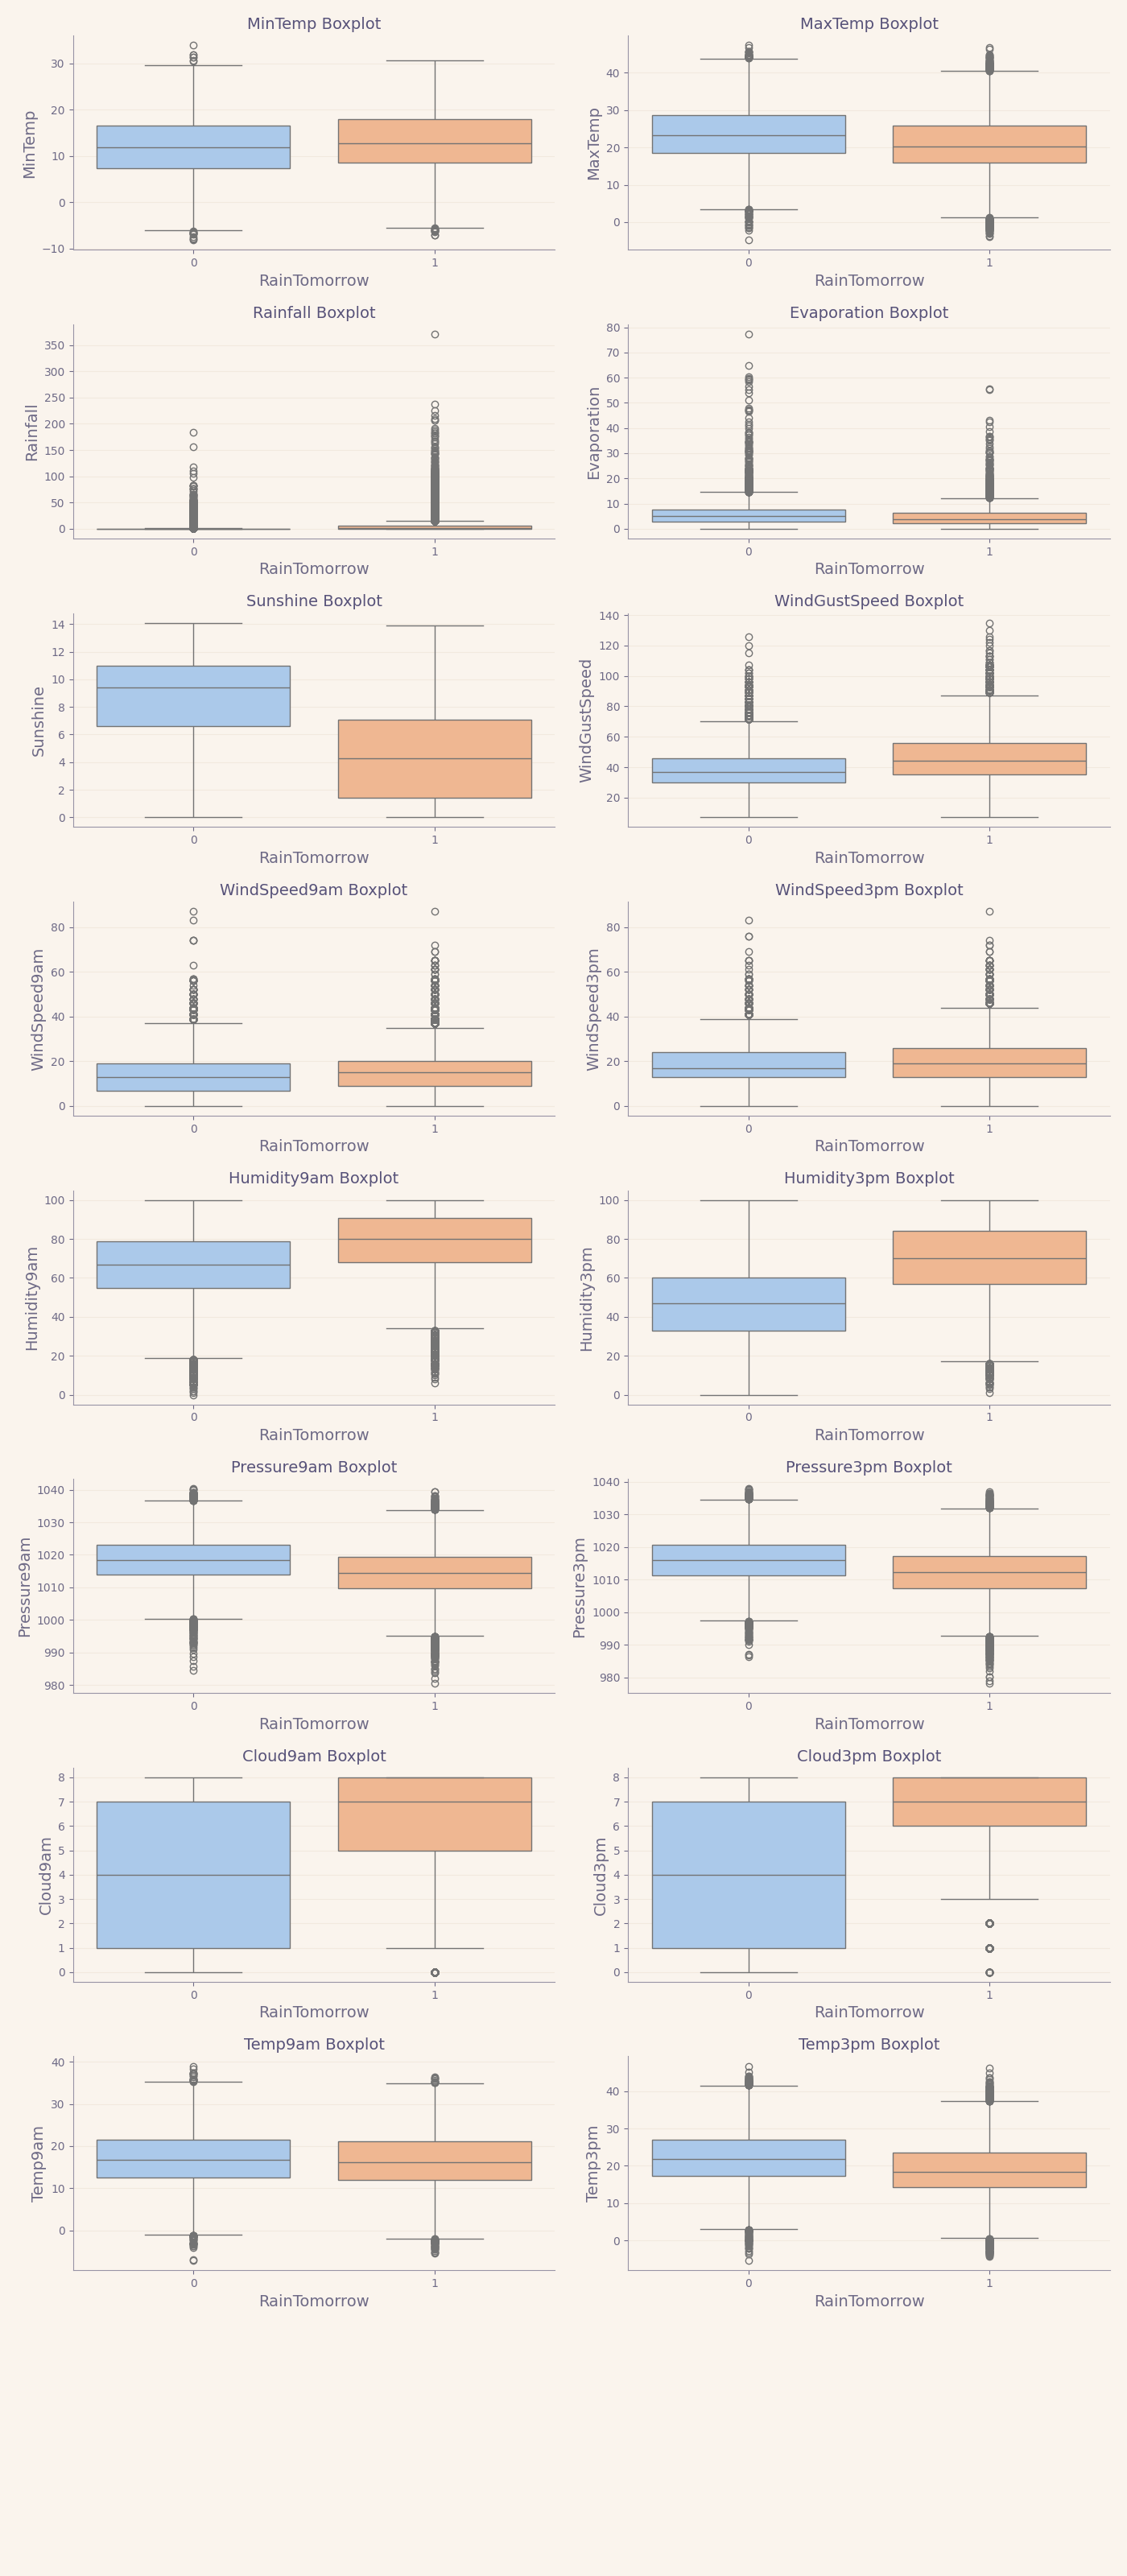 MinTemp Boxplot
MinTemp
30
20
10
0
−10
0 1
RainTomorrow
MaxTemp Boxplot
MaxTemp
40
30
20
10
0
0 1
RainTomorrow
Rainfall Boxplot
Rainfall
350
300
250
200
150
100
50
0
0 1
RainTomorrow
Evaporation Boxplot
Evaporation
80
70
60
50
40
30
20
10
0
0 1
RainTomorrow
Sunshine Boxplot
Sunshine
14
12
10
8
6
4
2
0
0 1
RainTomorrow
WindGustSpeed Boxplot
WindGustSpeed
140
120
100
80
60
40
20
0 1
RainTomorrow
WindSpeed9am Boxplot
WindSpeed9am
80
60
40
20
0
0 1
RainTomorrow
WindSpeed3pm Boxplot
WindSpeed3pm
80
60
40
20
0
0 1
RainTomorrow
Humidity9am Boxplot
Humidity9am
100
80
60
40
20
0
0 1
RainTomorrow
Humidity3pm Boxplot
Humidity3pm
100
80
60
40
20
0
0 1
RainTomorrow
Pressure9am Boxplot
Pressure9am
1040
1030
1020
1010
1000
990
980
0 1
RainTomorrow
Pressure3pm Boxplot
Pressure3pm
1040
1030
1020
1010
1000
990
980
0 1
RainTomorrow
Cloud9am Boxplot
Cloud9am
8
7
6
5
4
3
2
1
0
0 1
RainTomorrow
Cloud3pm Boxplot
Cloud3pm
8
7
6
5
4
3
2
1
0
0 1
RainTomorrow
Temp9am Boxplot
Temp9am
40
30
20
10
0
0 1
RainTomorrow
Temp3pm Boxplot
Temp3pm
40
30
20
10
0
0 1
RainTomorrow